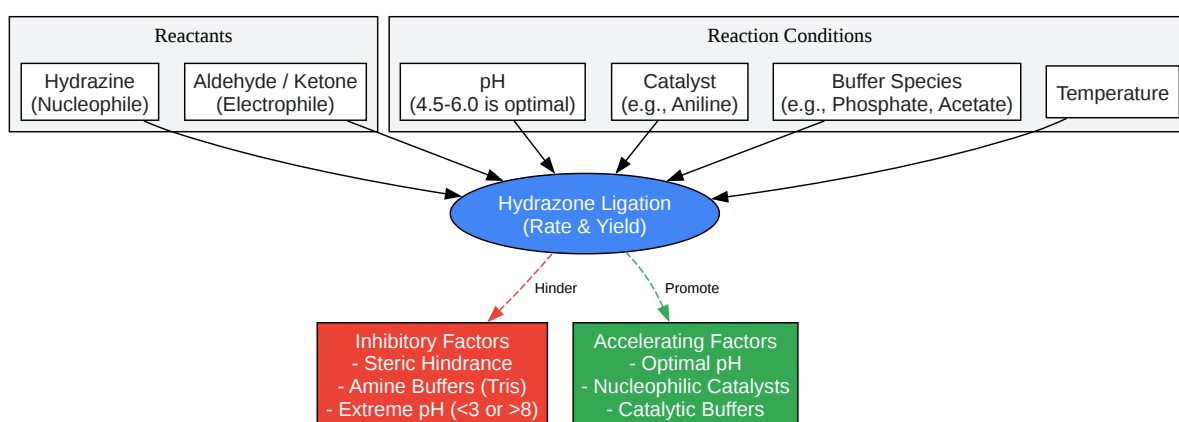 Reactants
Reaction Conditions
Hydrazine
(Nucleophile)
Aldehyde / Ketone
(Electrophile)
pH
(4.5-6.0 is optimal)
Catalyst
(e.g., Aniline)
Buffer Species
(e.g., Phosphate, Acetate)
Temperature
Hydrazone Ligation
(Rate & Yield)
Hinder
Promote
Inhibitory Factors
- Steric Hindrance
- Amine Buffers (Tris)
- Extreme pH (<3 or >8)
Accelerating Factors
- Optimal pH
- Nucleophilic Catalysts
- Catalytic Buffers